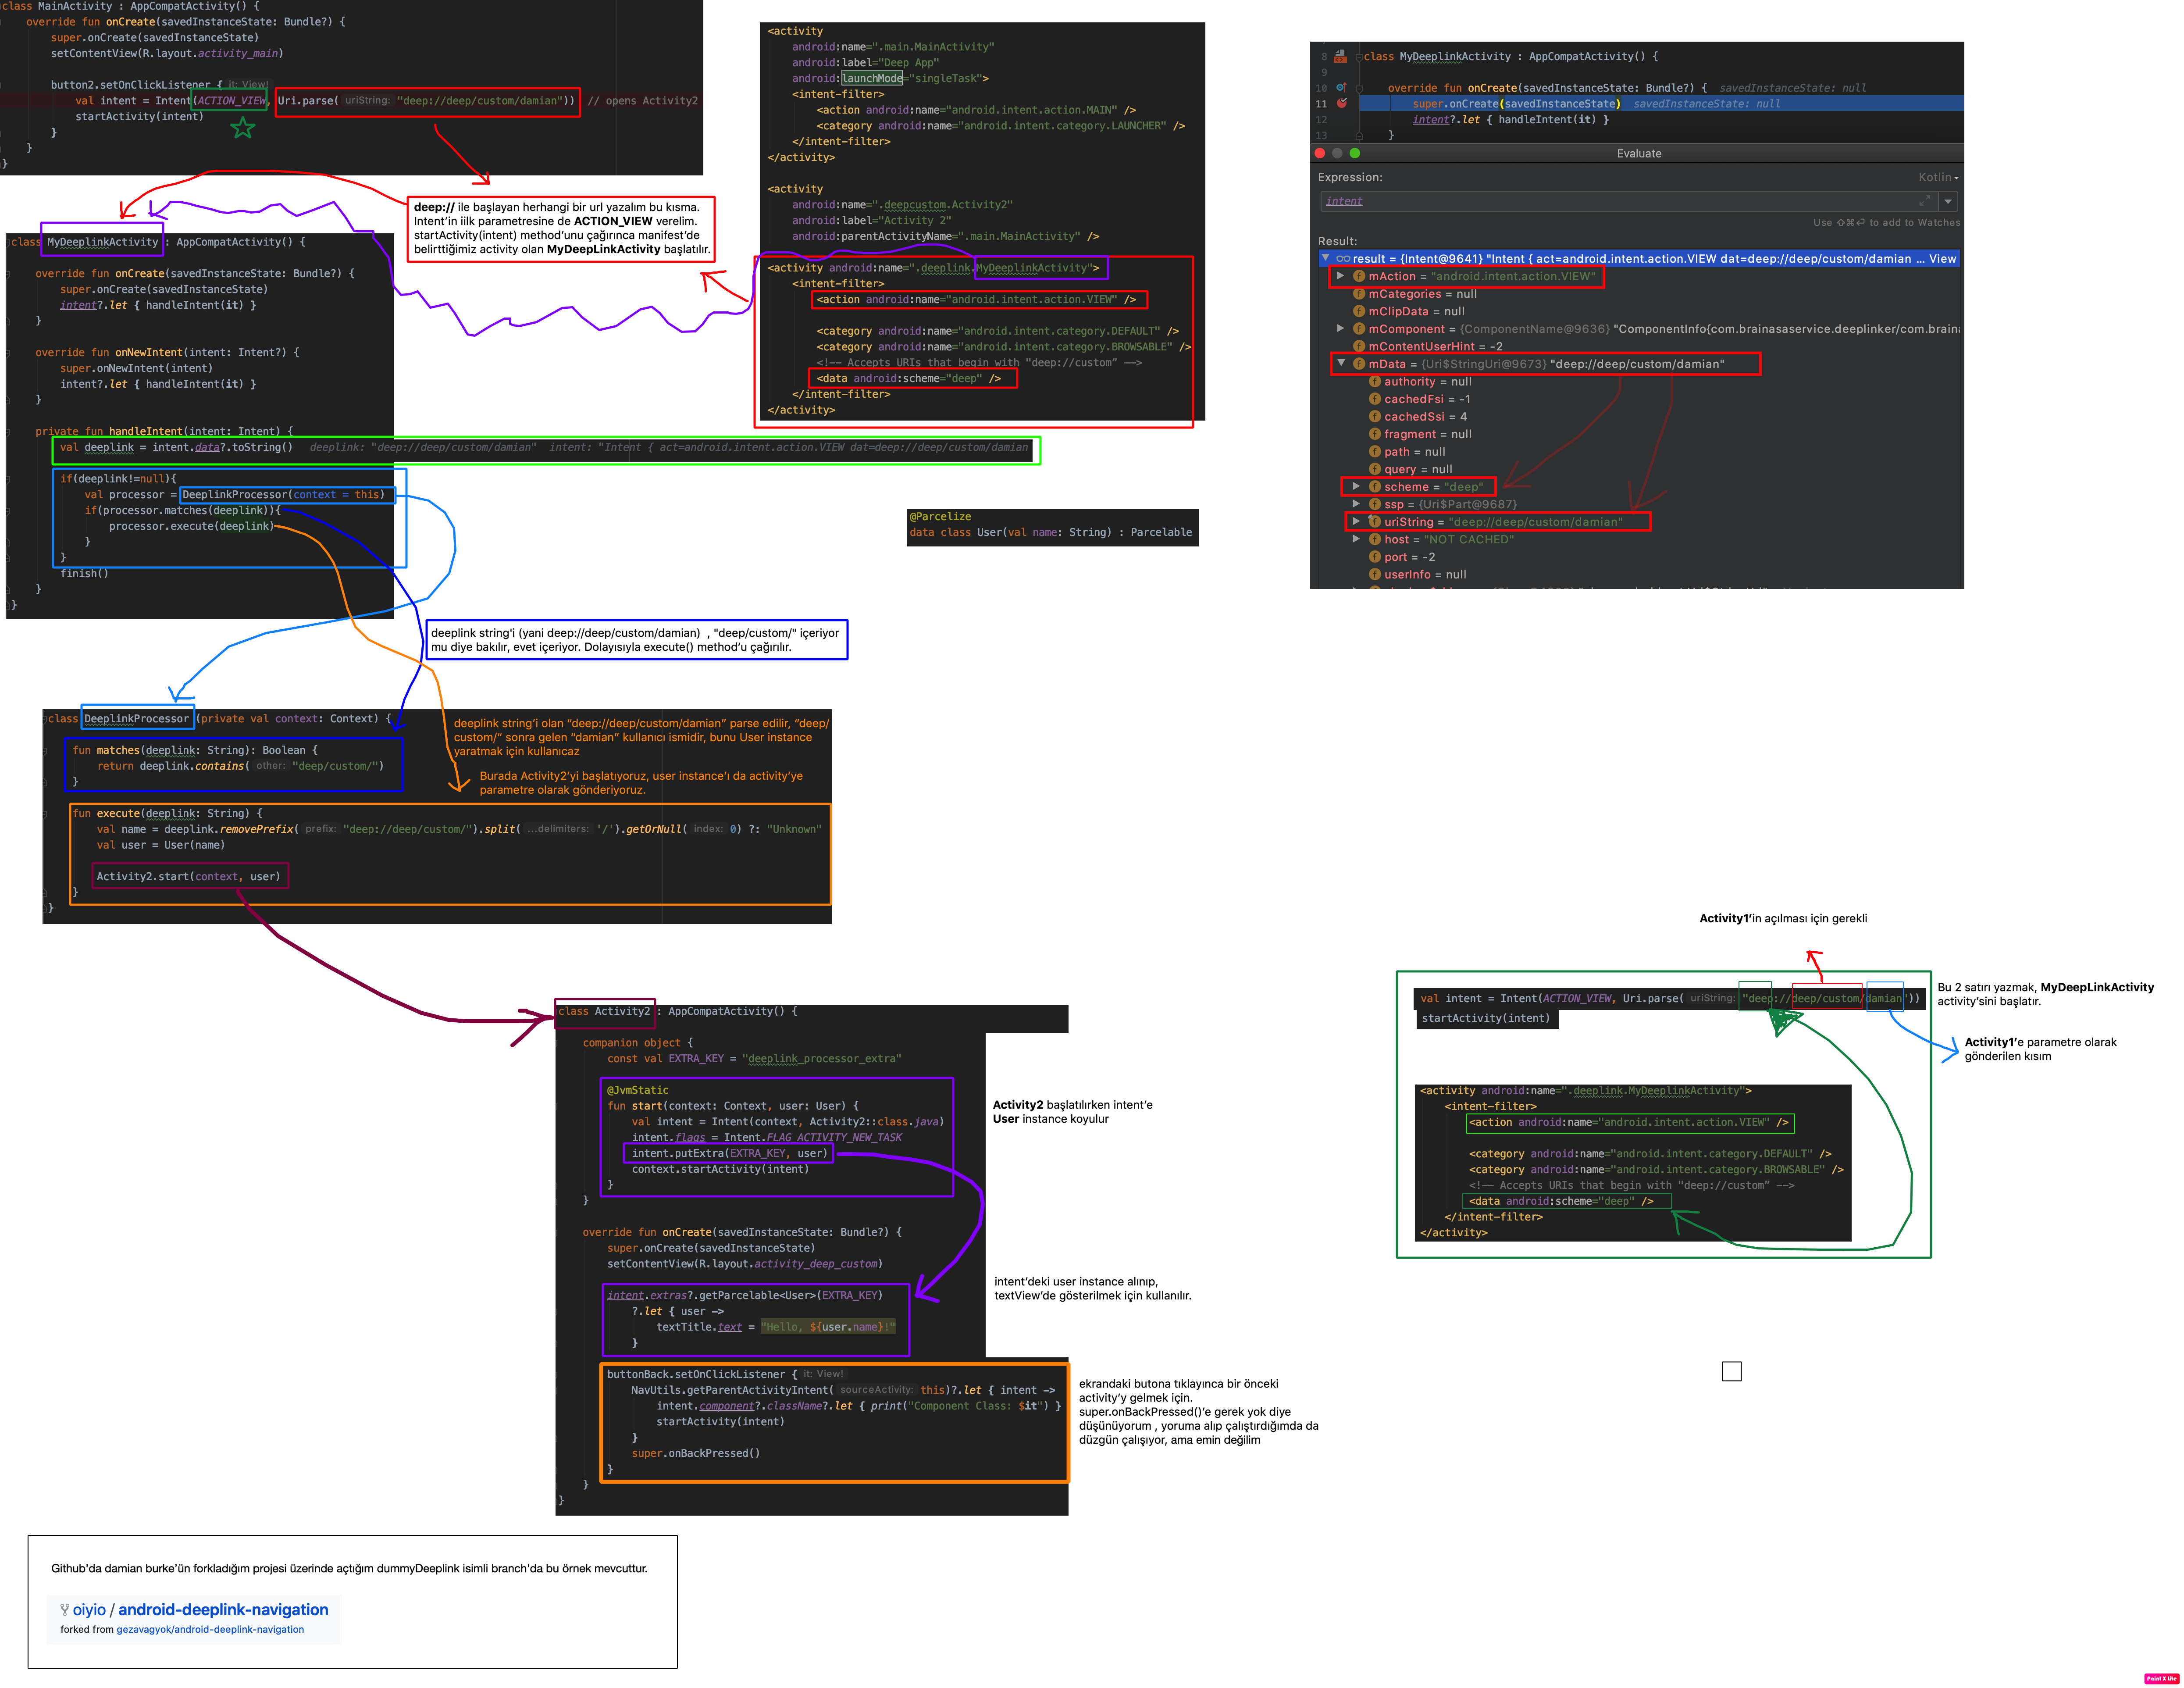 class MainActivity : AppCompatActivity() {
override fun onCreate(savedInstanceState: Bundle?) {
super.onCreate(savedInstanceState)
setContentView(R.layout.activity_main)
button2.setOnClickListener { it: View!
val intent = Intent(ACTION_VIEW, Uri.parse( uriString: "deep://deep/custom/damian")) // opens Activity2
startActivity(intent)
}
}
}
deep:// ile başlayan herhangi bir url yazalım bu kısma.
Intent'in iilk parametresine de ACTION_VIEW verelim.
startActivity(intent) method'unu çağırınca manifest'de
belirttiğimiz activity olan MyDeepLinkActivity başlatılır.
<activity
android:name=".main.MainActivity"
android:label="Deep App"
android:launchMode="singleTask">
<intent-filter>
<action android:name="android.intent.action.MAIN" />
<category android:name="android.intent.category.LAUNCHER" />
</intent-filter>
</activity>
<activity
android:name=".deepcustom.Activity2"
android:label="Activity 2"
android:parentActivityName=".main.MainActivity" />
<activity android:name=".deeplink.MyDeeplinkActivity">
<intent-filter>
<action android:name="android.intent.action.VIEW" />
<category android:name="android.intent.category.DEFAULT" />
<category android:name="android.intent.category.BROWSABLE" />
<!-- Accepts URIs that begin with "deep://custom” -->
<data android:scheme="deep" />
</intent-filter>
</activity>
8 class MyDeeplinkActivity : AppCompatActivity() {
9
10 override fun onCreate(savedInstanceState: Bundle?) { savedInstanceState: null
11 super.onCreate(savedInstanceState) savedInstanceState: null
12 intent?.let { handleIntent(it) }
13 }
Evaluate
Expression: Kotlin
intent
Use ⇧⌘⏎ to add to Watches
Result:
result = {Intent@9641} "Intent { act=android.intent.action.VIEW dat=deep://deep/custom/damian ... View
mAction = "android.intent.action.VIEW"
mCategories = null
mClipData = null
mComponent = {ComponentName@9636} "ComponentInfo{com.brainasaservice.deeplinker/com.braina
mContentUserHint = -2
mData = {Uri$StringUri@9673} "deep://deep/custom/damian"
authority = null
cachedFsi = -1
cachedSsi = 4
fragment = null
path = null
query = null
scheme = "deep"
ssp = {Uri$Part@9687}
uriString = "deep://deep/custom/damian"
host = "NOT CACHED"
port = -2
userInfo = null
class MyDeeplinkActivity : AppCompatActivity() {
override fun onCreate(savedInstanceState: Bundle?) {
super.onCreate(savedInstanceState)
intent?.let { handleIntent(it) }
}
override fun onNewIntent(intent: Intent?) {
super.onNewIntent(intent)
intent?.let { handleIntent(it) }
}
private fun handleIntent(intent: Intent) {
val deeplink = intent.data?.toString() deeplink: "deep://deep/custom/damian" intent: "Intent { act=android.intent.action.VIEW dat=deep://deep/custom/damian
if(deeplink!=null){
val processor = DeeplinkProcessor(context = this)
if(processor.matches(deeplink)){
processor.execute(deeplink)
}
}
finish()
}
}
@Parcelize
data class User(val name: String) : Parcelable
deeplink string'i (yani deep://deep/custom/damian) , "deep/custom/" içeriyor
mu diye bakılır, evet içeriyor. Dolayısıyla execute() method'u çağırılır.
class DeeplinkProcessor (private val context: Context) {
fun matches(deeplink: String): Boolean {
return deeplink.contains( other: "deep/custom/")
}
deeplink string'i olan “deep://deep/custom/damian” parse edilir, “deep/
custom/“ sonra gelen “damian” kullanıcı ismidir, bunu User instance
yaratmak için kullanıcaz
Burada Activity2'yi başlatıyoruz, user instance'ı da activity'ye
parametre olarak gönderiyoruz.
fun execute(deeplink: String) {
val name = deeplink.removePrefix( prefix: "deep://deep/custom/").split( ...delimiters: '/').getOrNull( index: 0) ?: "Unknown"
val user = User(name)
Activity2.start(context, user)
}
}
class Activity2 : AppCompatActivity() {
companion object {
const val EXTRA_KEY = "deeplink_processor_extra"
@JvmStatic
fun start(context: Context, user: User) {
val intent = Intent(context, Activity2::class.java)
intent.flags = Intent.FLAG_ACTIVITY_NEW_TASK
intent.putExtra(EXTRA_KEY, user)
context.startActivity(intent)
}
}
Activity2 başlatılırken intent'e
User instance koyulur
override fun onCreate(savedInstanceState: Bundle?) {
super.onCreate(savedInstanceState)
setContentView(R.layout.activity_deep_custom)
intent.extras?.getParcelable<User>(EXTRA_KEY)
?.let { user ->
textTitle.text = "Hello, ${user.name}!"
}
intent'deki user instance alınıp,
textView'de gösterilmek için kullanılır.
buttonBack.setOnClickListener { it: View!
NavUtils.getParentActivityIntent( sourceActivity: this)?.let { intent ->
intent.component?.className?.let { print("Component Class: $it") }
startActivity(intent)
}
super.onBackPressed()
}
}
}
ekrandaki butona tıklayınca bir önceki
activity'y gelmek için.
super.onBackPressed()'e gerek yok diye
düşünüyorum , yoruma alıp çalıştırdığımda da
düzgün çalışıyor, ama emin değilim
Activity1'in açılması için gerekli
val intent = Intent(ACTION_VIEW, Uri.parse( uriString: "deep://deep/custom/damian"))
startActivity(intent)
Bu 2 satırı yazmak, MyDeepLinkActivity
activity'sini başlatır.
Activity1'e parametre olarak
gönderilen kısım
<activity android:name=".deeplink.MyDeeplinkActivity">
<intent-filter>
<action android:name="android.intent.action.VIEW" />
<category android:name="android.intent.category.DEFAULT" />
<category android:name="android.intent.category.BROWSABLE" />
<!-- Accepts URIs that begin with "deep://custom” -->
<data android:scheme="deep" />
</intent-filter>
</activity>
Github'da damian burke'ün forkladığım projesi üzerinde açtığım dummyDeeplink isimli branch'da bu örnek mevcuttur.
oiyio / android-deeplink-navigation
forked from gezavagyok/android-deeplink-navigation
Paint X lite